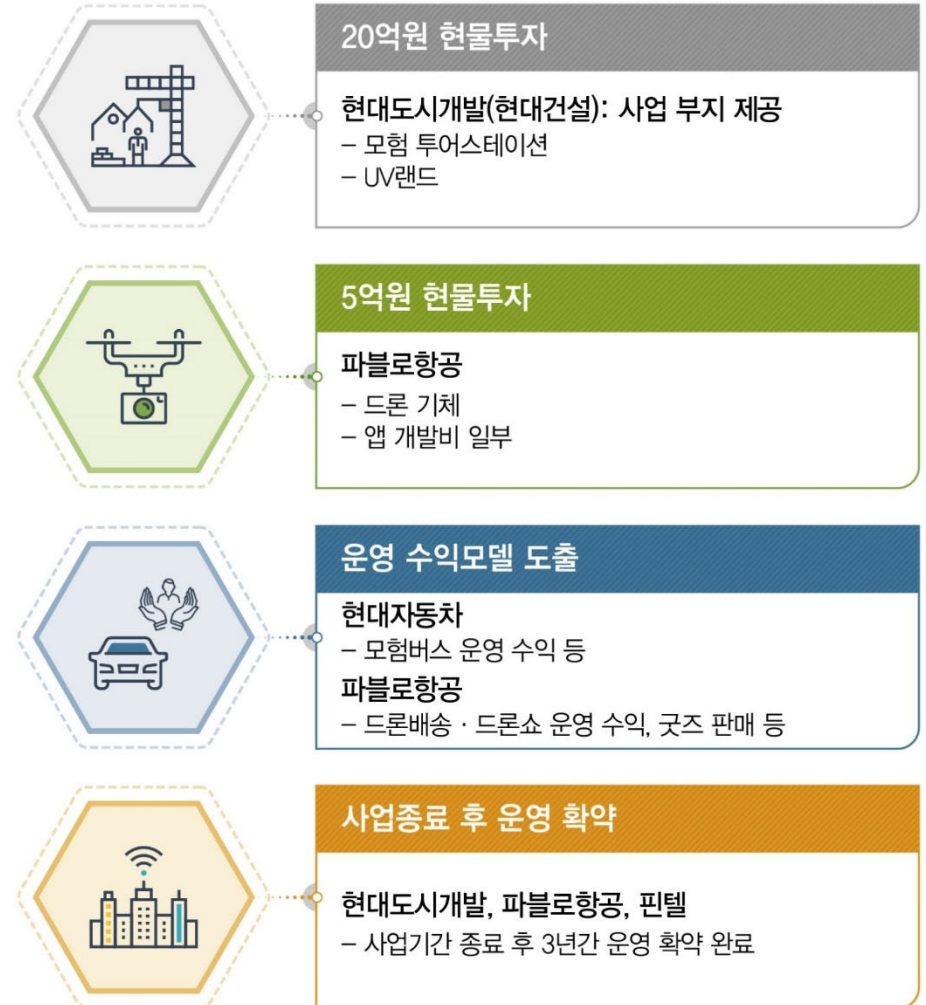 20억원 현물투자
현대도시개발(현대건설): 사업 부지 제공
– 모험 투어스테이션
– UV랜드
5억원 현물투자
파블로항공
– 드론 기체
– 앱 개발비 일부
운영 수익모델 도출
현대자동차
– 모험버스 운영 수익 등
파블로항공
– 드론배송 · 드론쇼 운영 수익, 굿즈 판매 등
사업종료 후 운영 확약
현대도시개발, 파블로항공, 핀텔
– 사업기간 종료 후 3년간 운영 확약 완료